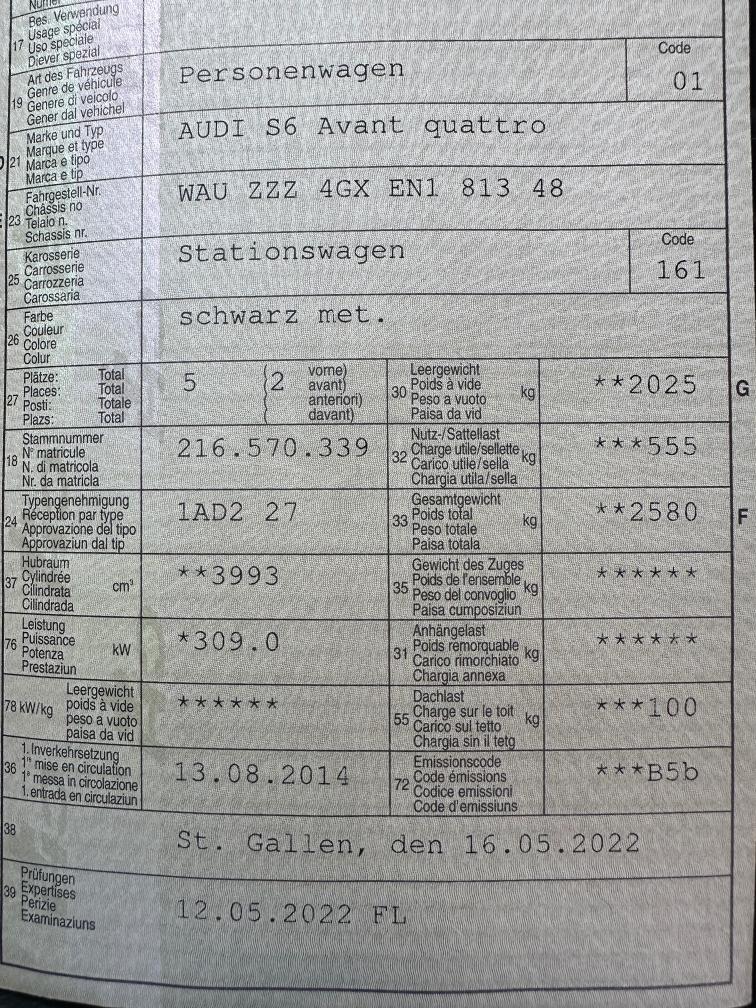 Bes. Verwendung
17 Usage spécial
Uso speciale
Diever spezial
Art des Fahrzeugs
19 Genre de véhicule
Genere di veicolo
Gener dal vehichel
Personenwagen
Code
01
Marke und Typ
21 Marque et type
Marca e tipo
Marca e tip
AUDI S6 Avant quattro
Fahrgestell-Nr.
Châssis no
23 Telaio n.
Schassis nr.
WAU ZZZ 4GX EN1 813 48
Karosserie
25 Carrosserie
Carrozzeria
Carossaria
Stationswagen
Code
161
Farbe
26 Couleur
Colore
Colur
schwarz met.
Plätze: Total
27 Places: Total
Posti: Totale
Plazs: Total
5 (2 vorne)
avant)
anteriori)
davant)
Leergewicht
30 Poids à vide kg
Peso a vuoto
Paisa da vid
**2025
G
Stammnummer
18 N° matricule
N. di matricola
Nr. da matricla
216.570.339
Nutz-/Sattellast
32 Charge utile/sellette kg
Carico utile/sella
Chargia utila/sella
***555
Typengenehmigung
24 Réception par type
Approvazione del tipo
Approvaziun dal tip
1AD2 27
Gesamtgewicht
33 Poids total kg
Peso totale
Paisa totala
**2580
F
Hubraum
37 Cylindrée cm³
Cilindrata
Cilindrada
**3993
Gewicht des Zuges
35 Poids de l'ensemble kg
Peso del convoglio
Paisa cumposiziun
******
Leistung
76 Puissance kW
Potenza
Prestaziun
*309.0
Anhängelast
31 Poids remorquable kg
Carico rimorchiato
Chargia annexa
******
Leergewicht
78 kW/kg poids à vide
peso a vuoto
paisa da vid
******
Dachlast
55 Charge sur le toit kg
Carico sul tetto
Chargia sin il tetg
***100
1. Inverkehrsetzung
36 1re mise en circulation
1a messa in circolazione
1. entrada en circulaziun
13.08.2014
Emissionscode
72 Code émissions
Codice emissioni
Code d'emissiuns
***B5b
38
St. Gallen, den 16.05.2022
Prüfungen
39 Expertises
Perizie
Examinaziuns
12.05.2022 FL